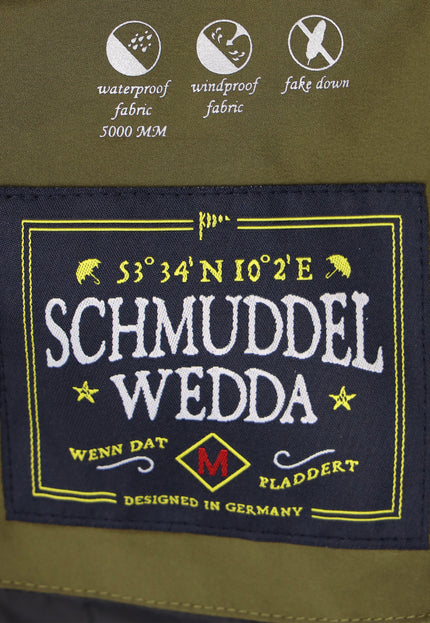 waterproof
fabric
5000 MM
windproof
fabric
fake down
53° 34' N 10° 2' E
SCHMUDDEL
WEDDA
WENN DAT
M
PLADDERT
DESIGNED IN GERMANY